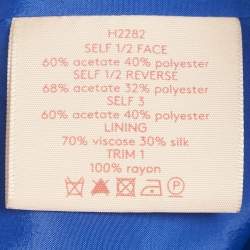 H2282
SELF 1/2 FACE
60% acetate 40% polyester
SELF 1/2 REVERSE
68% acetate 32% polyester
SELF 3
60% acetate 40% polyester
LINING
70% viscose 30% silk
TRIM 1
100% rayon